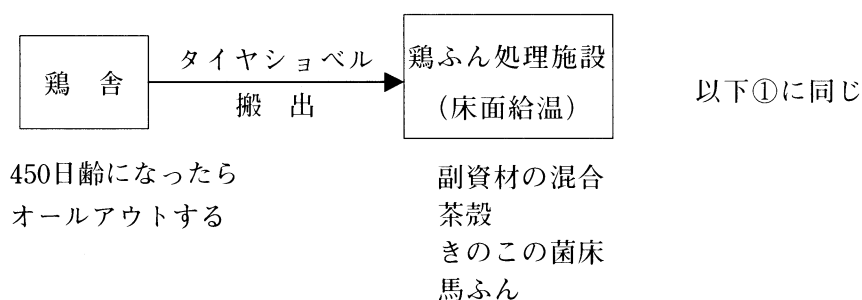 鶏 舎
タイヤショベル
搬 出
鶏ふん処理施設
(床面給温)
以下①に同じ
450日齢になったら
オールアウトする
副資材の混合
茶殻
きのこの菌床
馬ふん